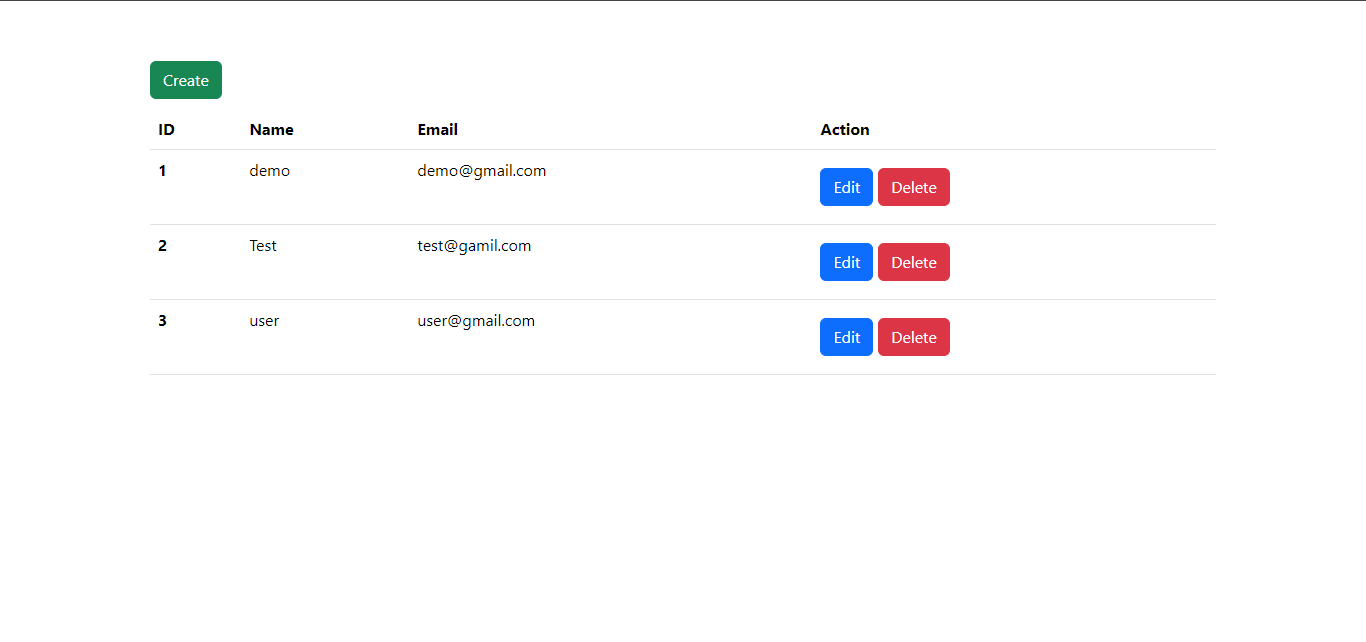 Create
ID Name Email Action
1 demo demo@gmail.com Edit Delete
2 Test test@gamil.com Edit Delete
3 user user@gmail.com Edit Delete